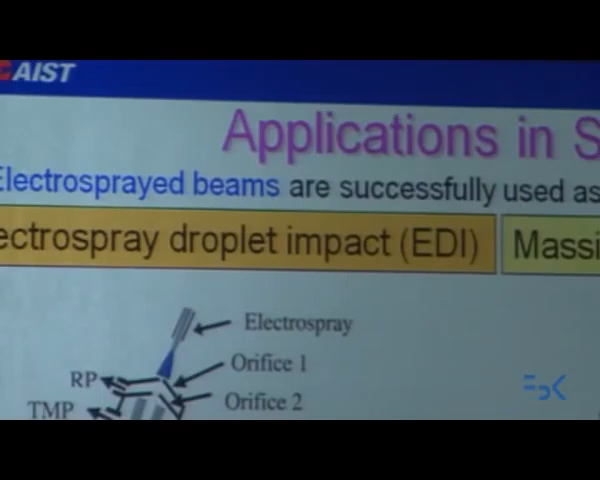 AIST
Applications in S
Electrosprayed beams are successfully used as
ectrospray droplet impact (EDI) Massi
Electrospray
Orifice 1
RP
Orifice 2
TMP
FBK